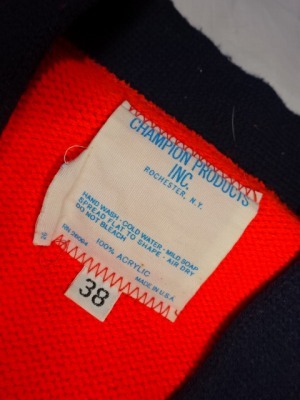 CHAMPION PRODUCTS
INC.
ROCHESTER, N.Y.
HAND WASH - COLD WATER - MILD SOAP
SPREAD FLAT TO SHAPE - AIR DRY
DO NOT BLEACH
100% ACRYLIC
MADE IN U.S.A.
38